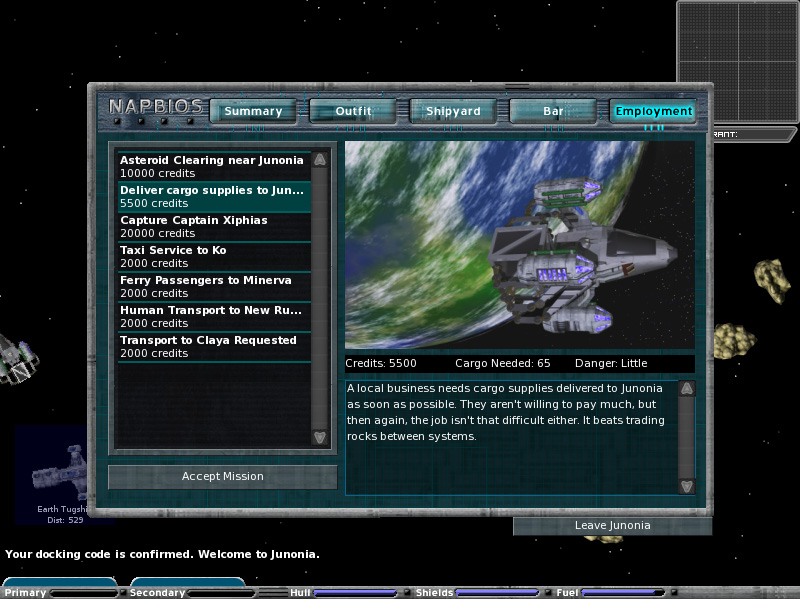 NAPBIOS
Summary
Outfit
Shipyard
Bar
Employment
RANT:
Asteroid Clearing near Junonia
10000 credits
Deliver cargo supplies to Jun...
5500 credits
Capture Captain Xiphias
20000 credits
Taxi Service to Ko
2000 credits
Ferry Passengers to Minerva
2000 credits
Human Transport to New Ru...
2000 credits
Transport to Claya Requested
2000 credits
Credits: 5500 Cargo Needed: 65 Danger: Little
A local business needs cargo supplies delivered to Junonia
as soon as possible. They aren't willing to pay much, but
then again, the job isn't that difficult either. It beats trading
rocks between systems.
Accept Mission
Earth Tugshi
Dist: 529
Leave Junonia
Your docking code is confirmed. Welcome to Junonia.
Primary Secondary Hull Shields Fuel